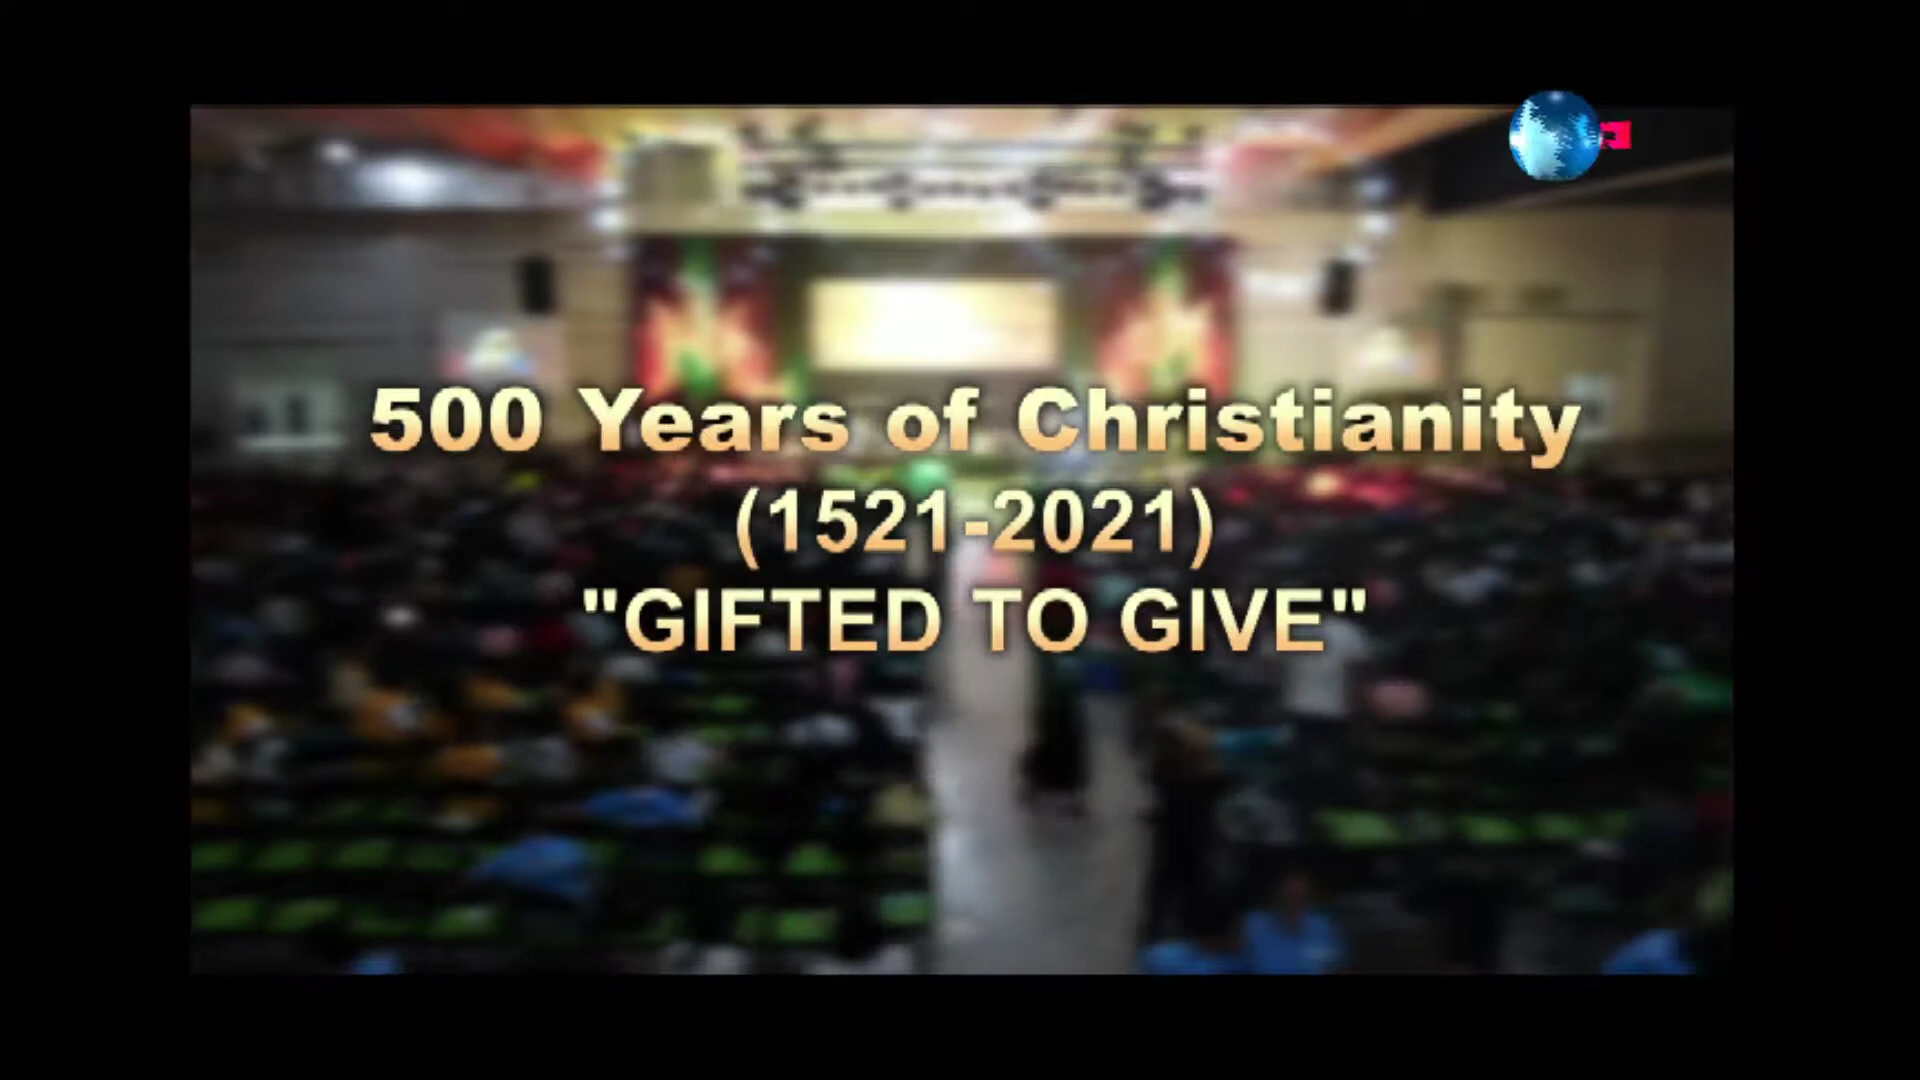 500 Years of Christianity
(1521-2021)
"GIFTED TO GIVE"